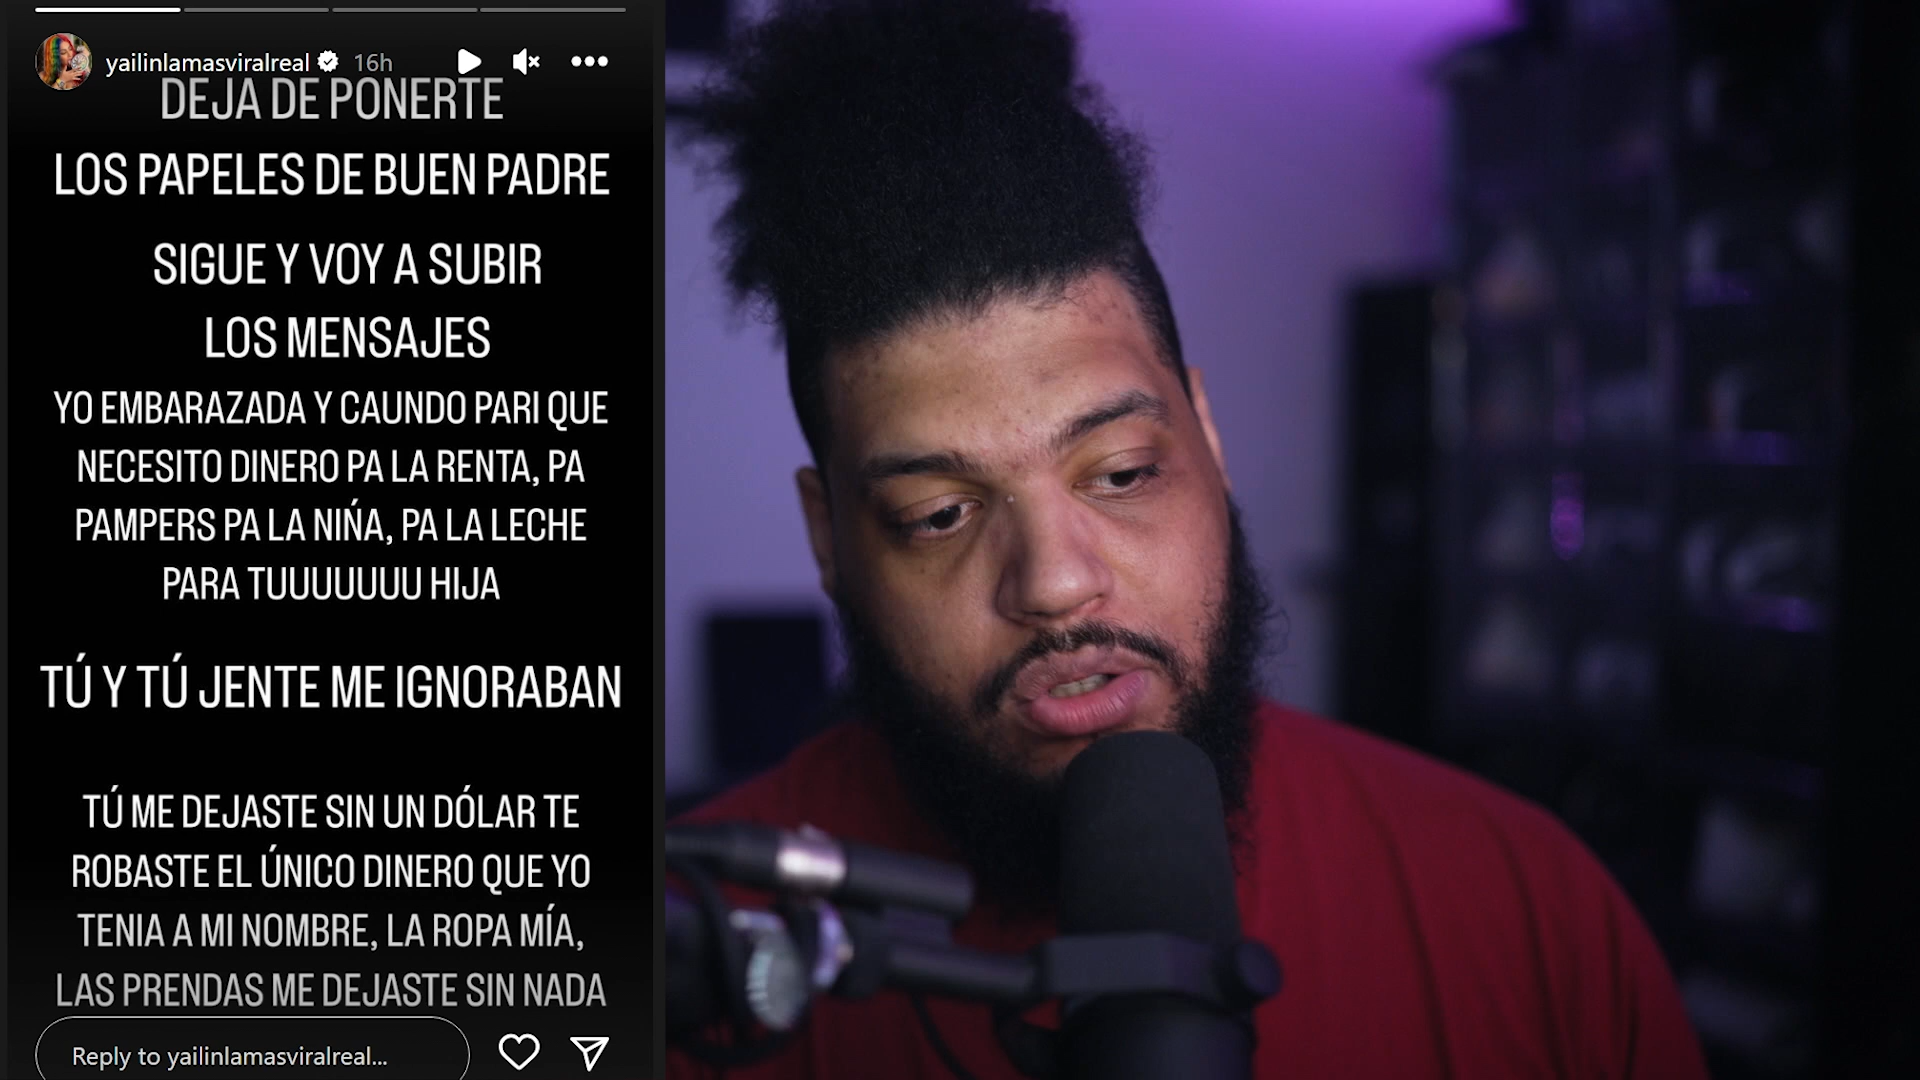 yailinlamasviralreal 16h
DEJA DE PONERTE
LOS PAPELES DE BUEN PADRE
SIGUE Y VOY A SUBIR
LOS MENSAJES
YO EMBARAZADA Y CAUNDO PARI QUE
NECESITO DINERO PA LA RENTA, PA
PAMPERS PA LA NIŃA, PA LA LECHE
PARA TUUUUUUU HIJA
TÚ Y TÚ JENTE ME IGNORABAN
TÚ ME DEJASTE SIN UN DÓLAR TE
ROBASTE EL ÚNICO DINERO QUE YO
TENIA A MI NOMBRE, LA ROPA MÍA,
LAS PRENDAS ME DEJASTE SIN NADA
Reply to yailinlamasviralreal...